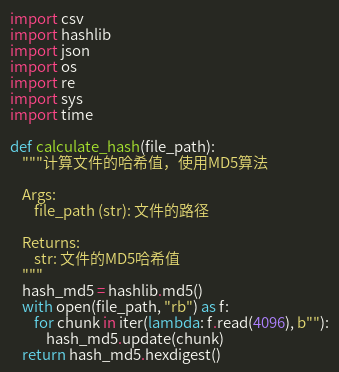 import csv
import hashlib
import json
import os
import re
import sys
import time

def calculate_hash(file_path):
    """计算文件的哈希值，使用MD5算法

    Args:
        file_path (str): 文件的路径

    Returns:
        str: 文件的MD5哈希值
    """
    hash_md5 = hashlib.md5()
    with open(file_path, "rb") as f:
        for chunk in iter(lambda: f.read(4096), b""):
            hash_md5.update(chunk)
    return hash_md5.hexdigest()